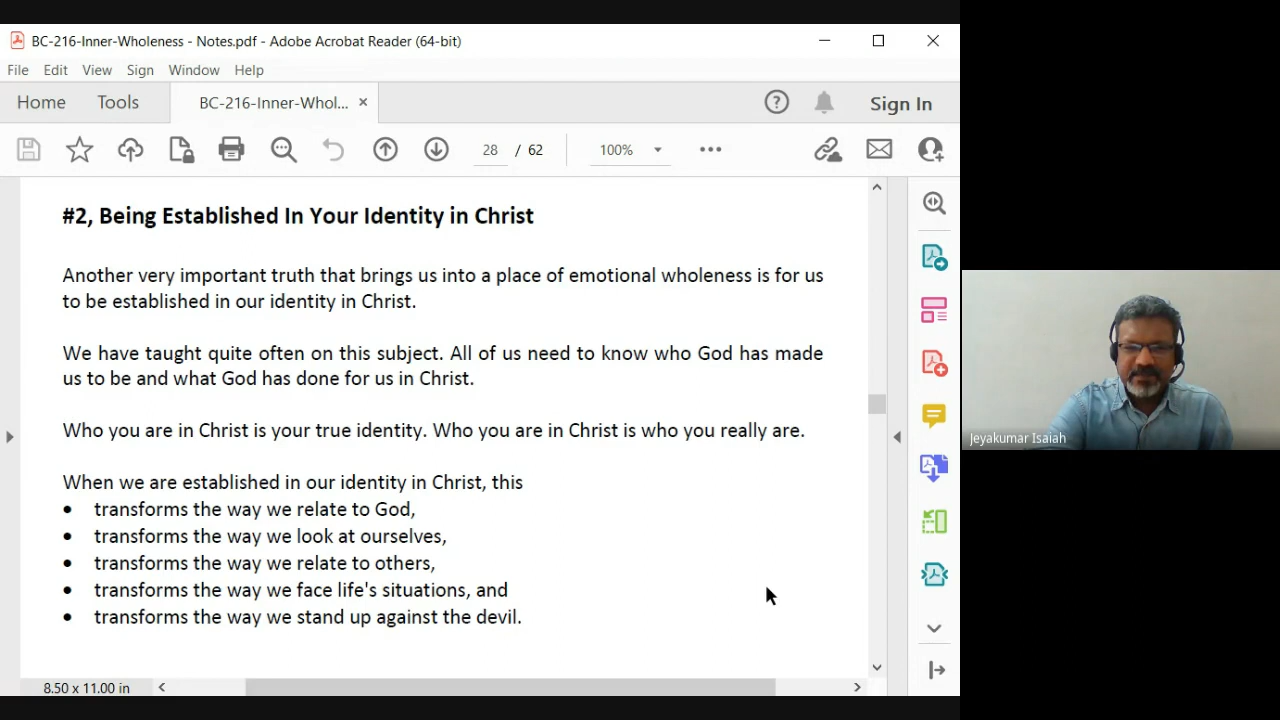 BC-216-Inner-Wholeness - Notes.pdf - Adobe Acrobat Reader (64-bit)
File Edit View Sign Window Help
Home Tools BC-216-Inner-Whol... × Sign In
28 / 62 100%
#2, Being Established In Your Identity in Christ
Another very important truth that brings us into a place of emotional wholeness is for us
to be established in our identity in Christ.
We have taught quite often on this subject. All of us need to know who God has made
us to be and what God has done for us in Christ.
Who you are in Christ is your true identity. Who you are in Christ is who you really are.
When we are established in our identity in Christ, this
• transforms the way we relate to God,
• transforms the way we look at ourselves,
• transforms the way we relate to others,
• transforms the way we face life's situations, and
• transforms the way we stand up against the devil.
8.50 x 11.00 in
Jeyakumar Isaiah